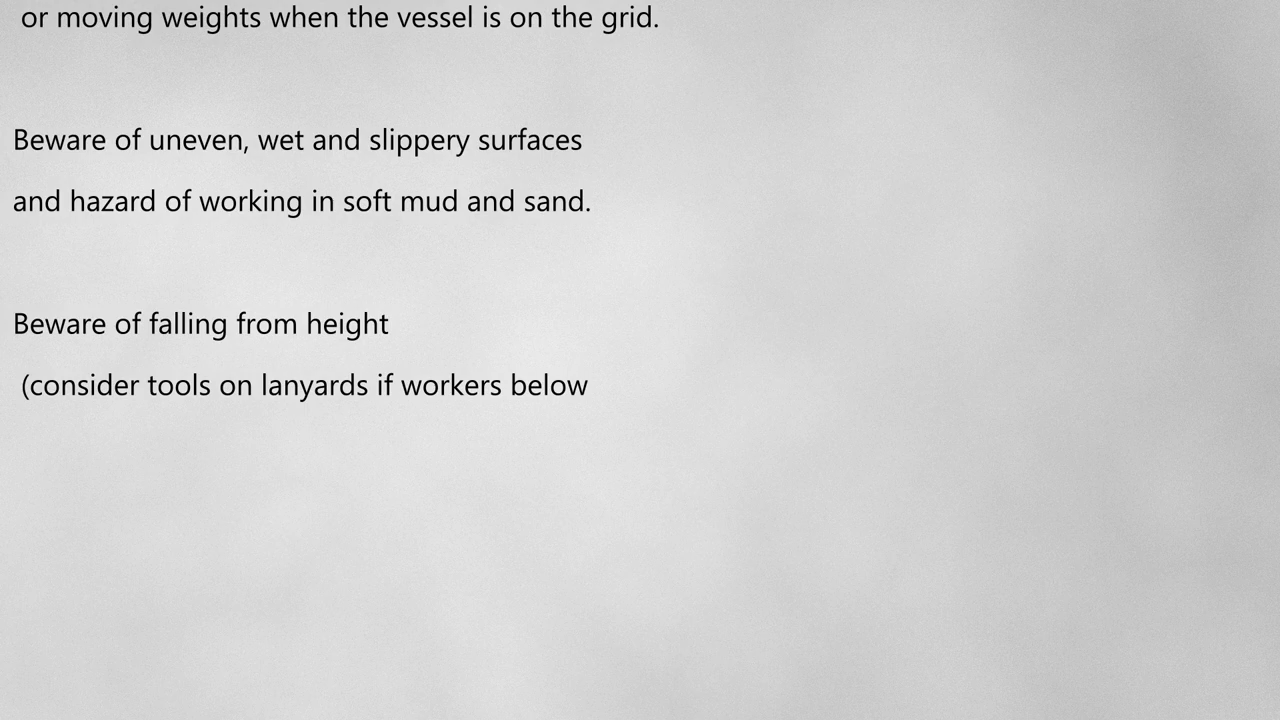 or moving weights when the vessel is on the grid.
Beware of uneven, wet and slippery surfaces
and hazard of working in soft mud and sand.
Beware of falling from height
(consider tools on lanyards if workers below